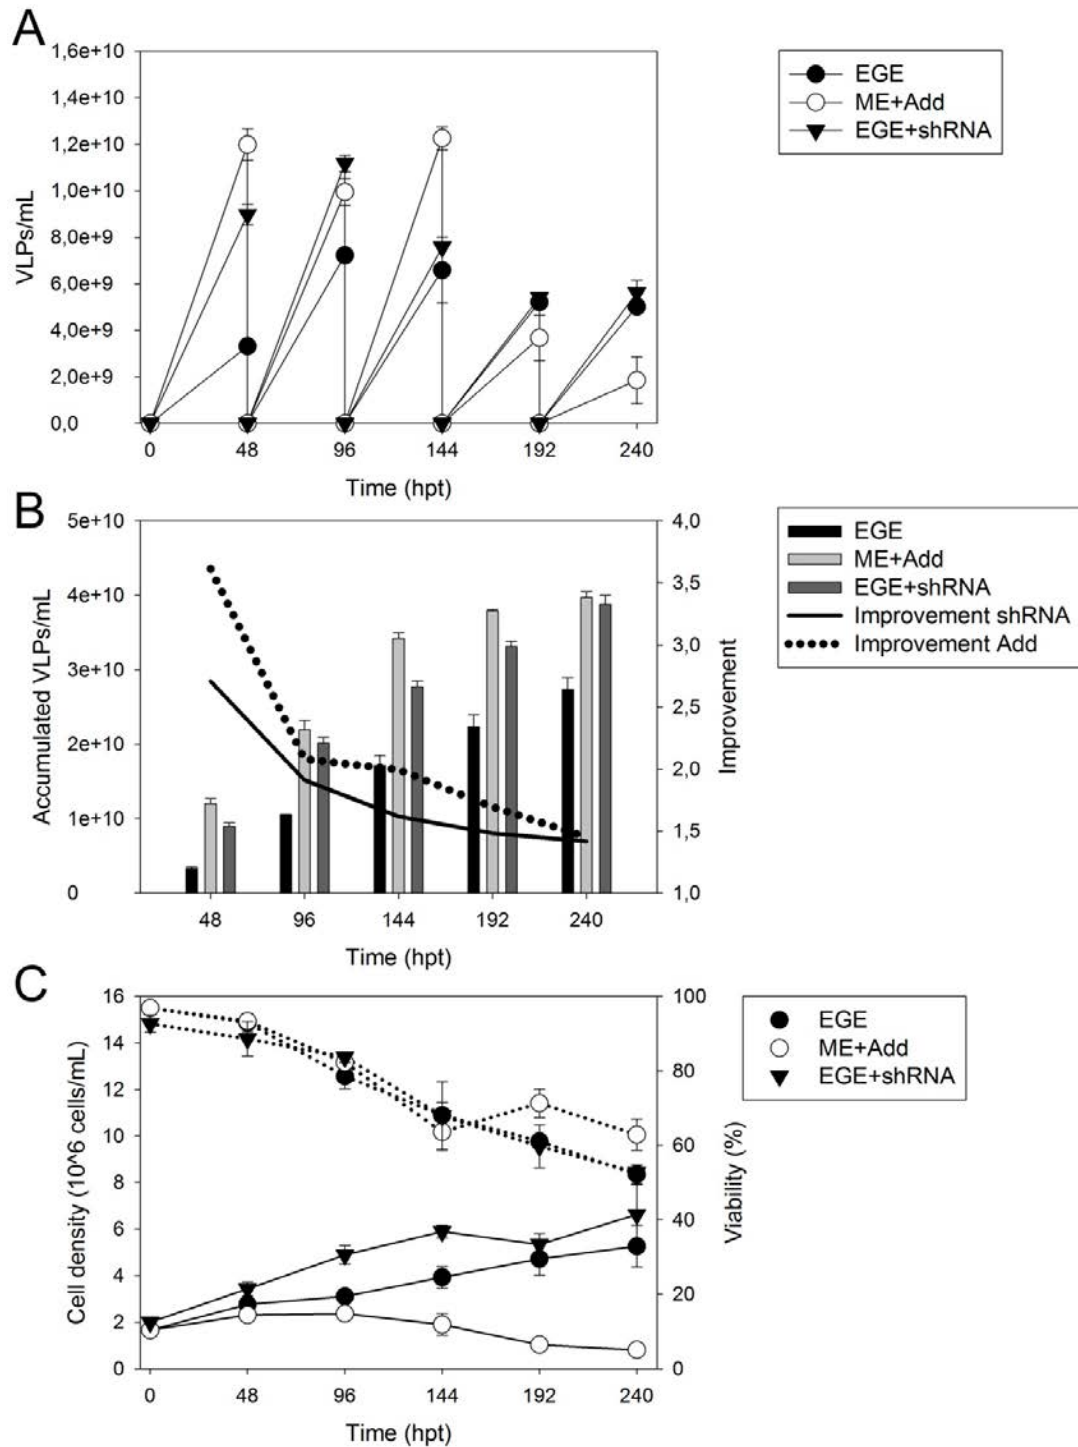 A
1,6e+10
1,4e+10
1,2e+10
1,0e+10
8,0e+9
6,0e+9
4,0e+9
2,0e+9
0,0
VLPs/mL
0 48 96 144 192 240
Time (hpt)
EGE
ME+Add
EGE+shRNA
B
5e+10
4e+10
3e+10
2e+10
1e+10
0
Accumulated VLPs/mL
4,0
3,5
3,0
2,5
2,0
1,5
1,0
Improvement
48 96 144 192 240
Time (hpt)
EGE
ME+Add
EGE+shRNA
Improvement shRNA
Improvement Add
C
16
14
12
10
8
6
4
2
0
Cell density (10^6 cells/mL)
100
80
60
40
20
0
Viability (%)
0 48 96 144 192 240
Time (hpt)
EGE
ME+Add
EGE+shRNA